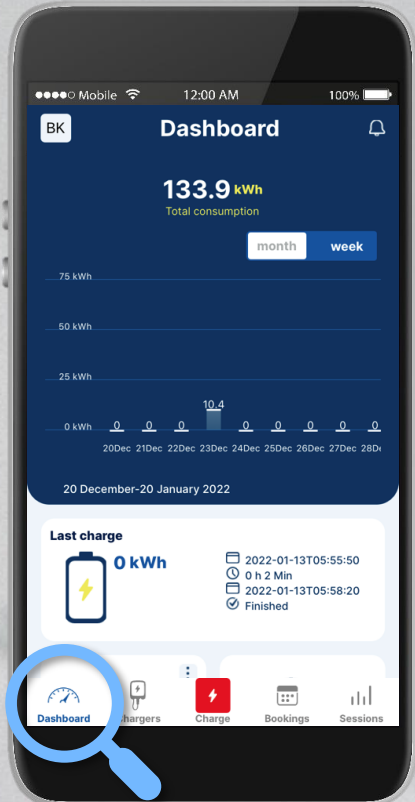 Mobile 12:00 AM 100%
BK Dashboard
133.9 kWh
Total consumption
month week
75 kWh
50 kWh
25 kWh
10.4
0 kWh 0 0 0 0 0 0 0 0
20Dec 21Dec 22Dec 23Dec 24Dec 25Dec 26Dec 27Dec 28De
20 December-20 January 2022
Last charge
0 kWh
2022-01-13T05:55:50
0 h 2 Min
2022-01-13T05:58:20
Finished
Dashboard hargers Charge Bookings Sessions